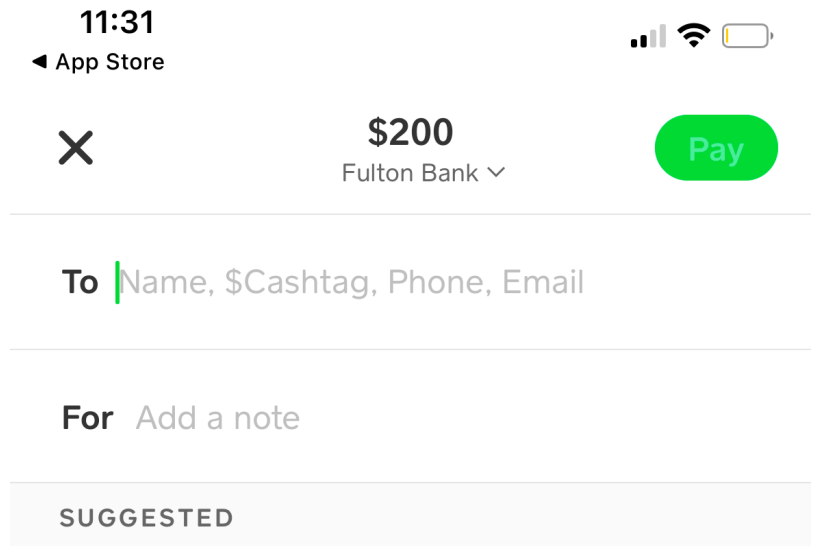 11:31
◀ App Store
$200
Fulton Bank
Pay
To Name, $Cashtag, Phone, Email
For Add a note
SUGGESTED